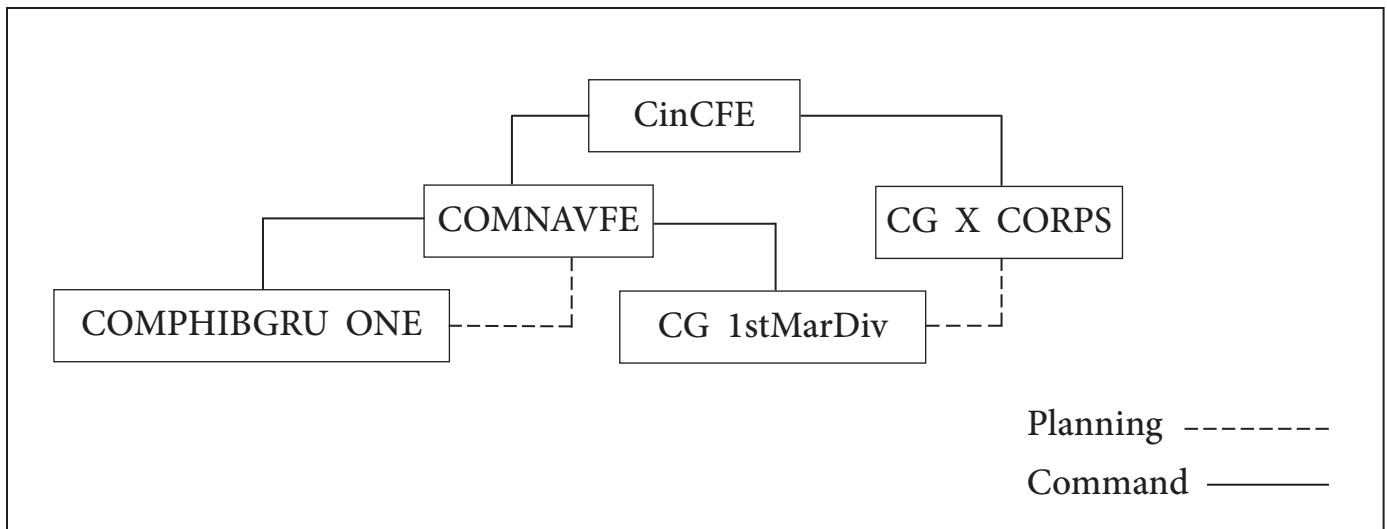 CinCFE
COMNAVFE
CG X CORPS
COMPHIBGRU ONE
CG 1stMarDiv
Planning
Command